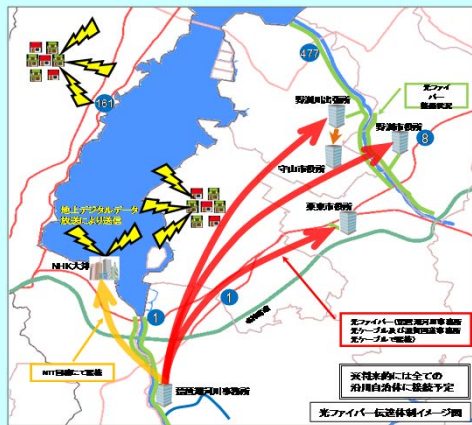 477
野洲川出張所
光ファイバー
整備状況
161
野洲市役所
8
守山市役所
栗東市役所
地上デジタルデータ
放送により送信
NHK大津
1
1
光ファイバー(琵琶湖河川事務所
光ケーブル及び滋賀国道事務所
光ケーブルで接続)
NTT回線にて接続
琵琶湖河川事務所
※将来的には全ての
沿川自治体に接続予定
光ファイバー伝達体制イメージ図